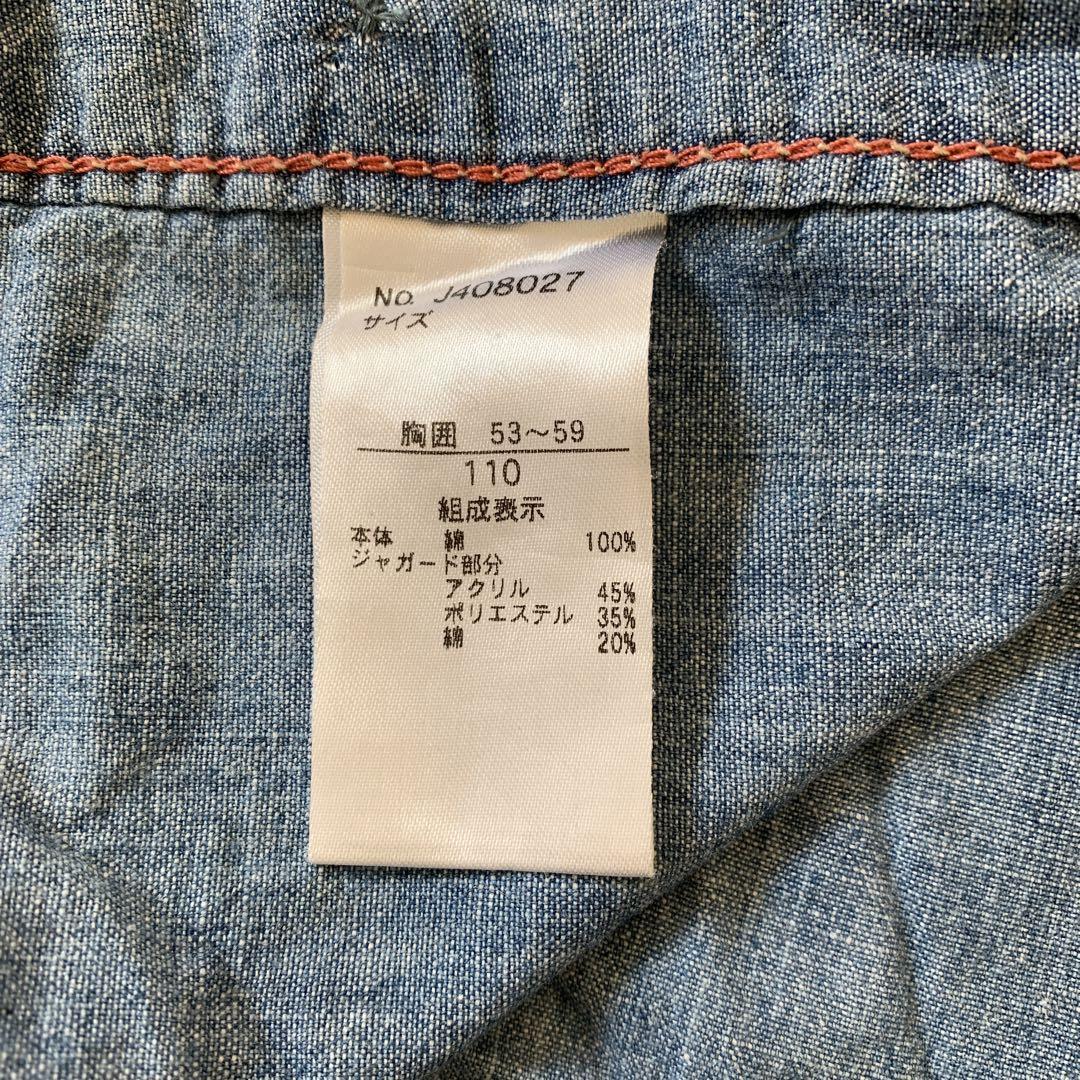 No. J408027
サイズ
胸囲 53～59
110
組成表示
本体 綿 100%
ジャガード部分
アクリル 45%
ポリエステル 35%
綿 20%